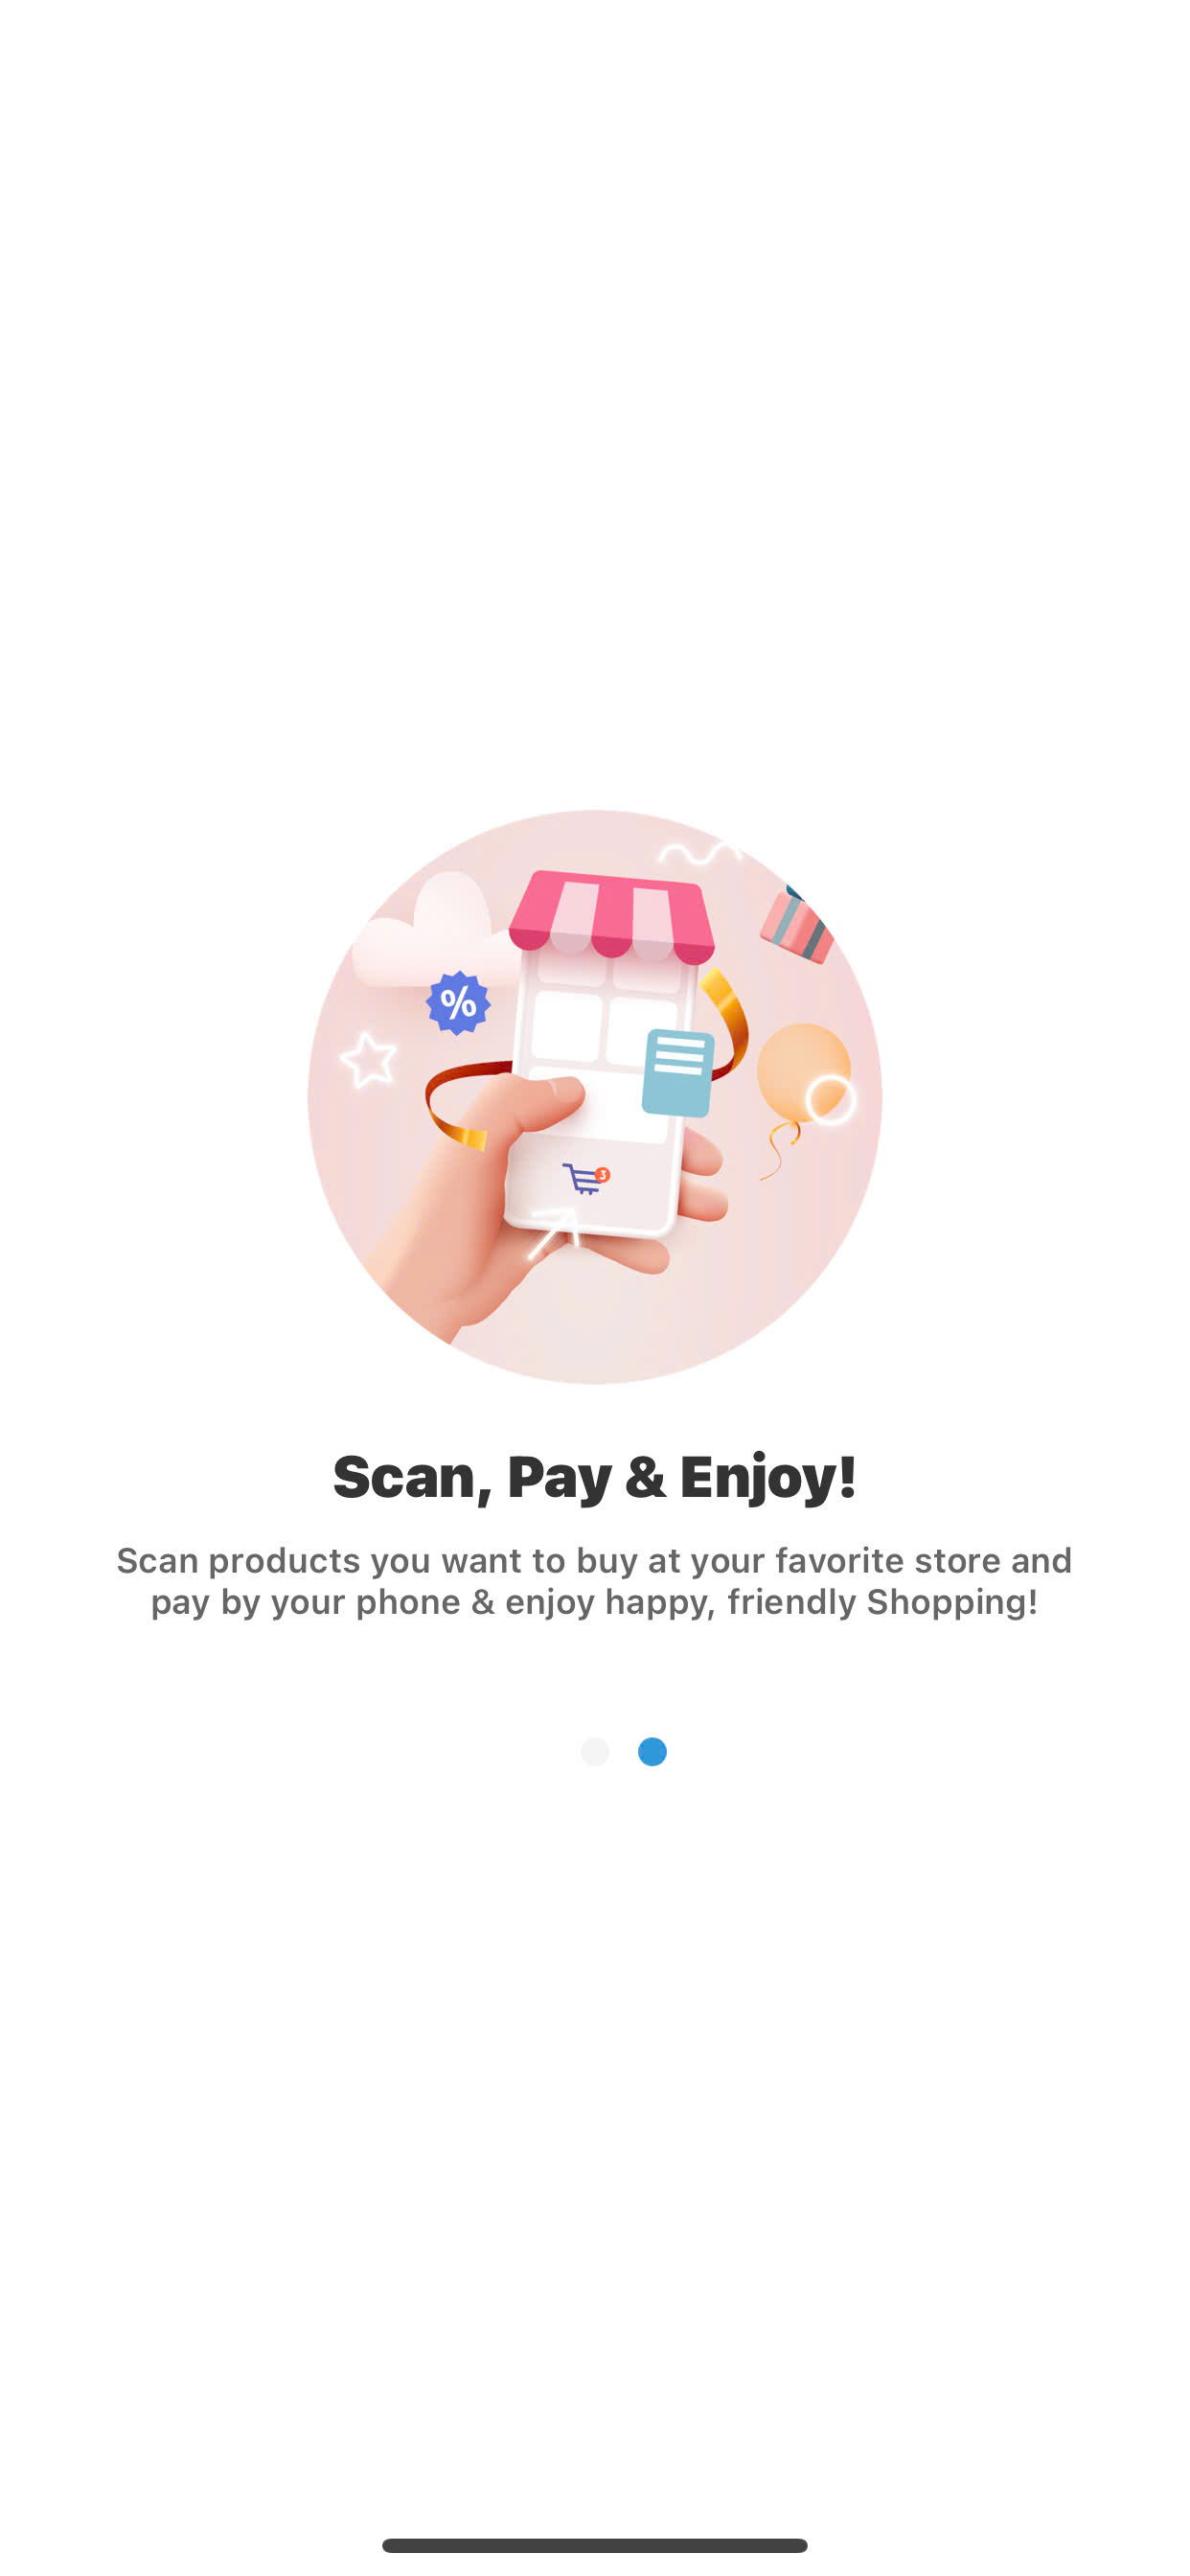 %
3
Scan, Pay & Enjoy!
Scan products you want to buy at your favorite store and
pay by your phone & enjoy happy, friendly Shopping!